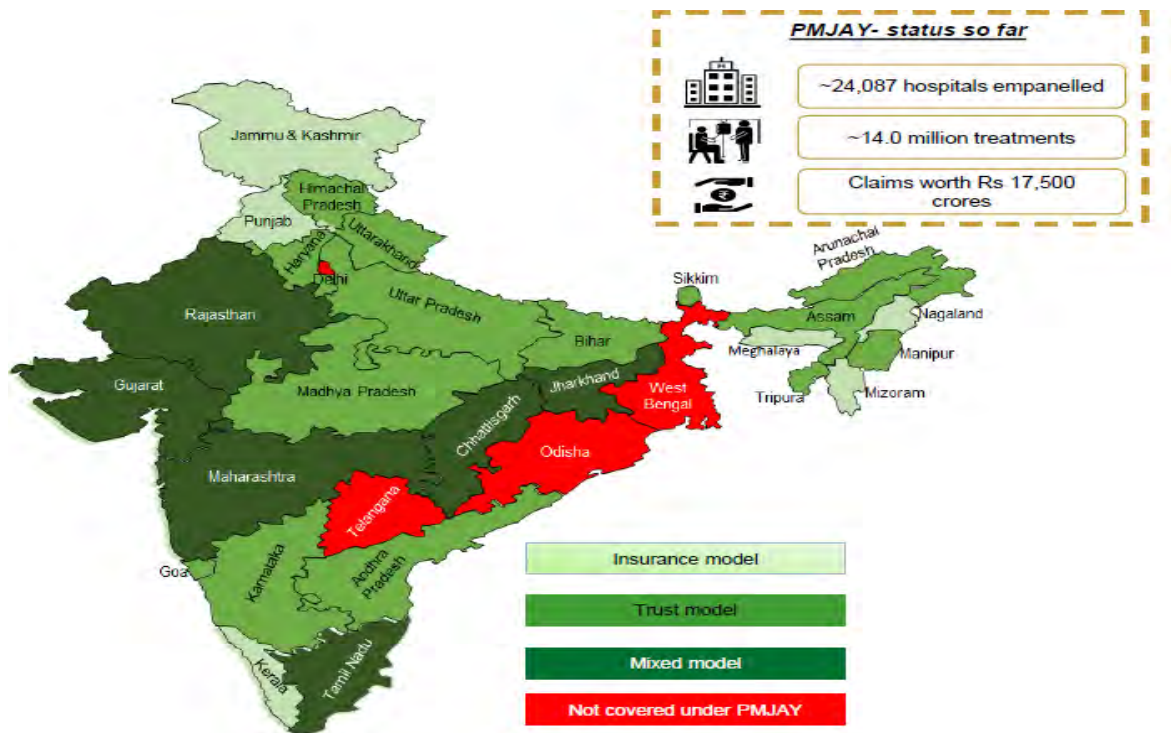 PMJAY- status so far
~24,087 hospitals empanelled
~14.0 million treatments
Claims worth Rs 17,500
crores
Jammu & Kashmir
Himachal
Pradesh
Punjab
Uttarakhand
Haryana
Delhi
Arunachal
Pradesh
Sikkim
Rajasthan
Uttar Pradesh
Assam
Nagaland
Bihar
Meghalaya
Manipur
Gujarat
Madhya Pradesh
Jharkhand
West
Bengal
Tripura
Mizoram
Chhattisgarh
Odisha
Maharashtra
Telangana
Goa
Karnataka
Andhra
Pradesh
Kerala
Tamil Nadu
Insurance model
Trust model
Mixed model
Not covered under PMJAY